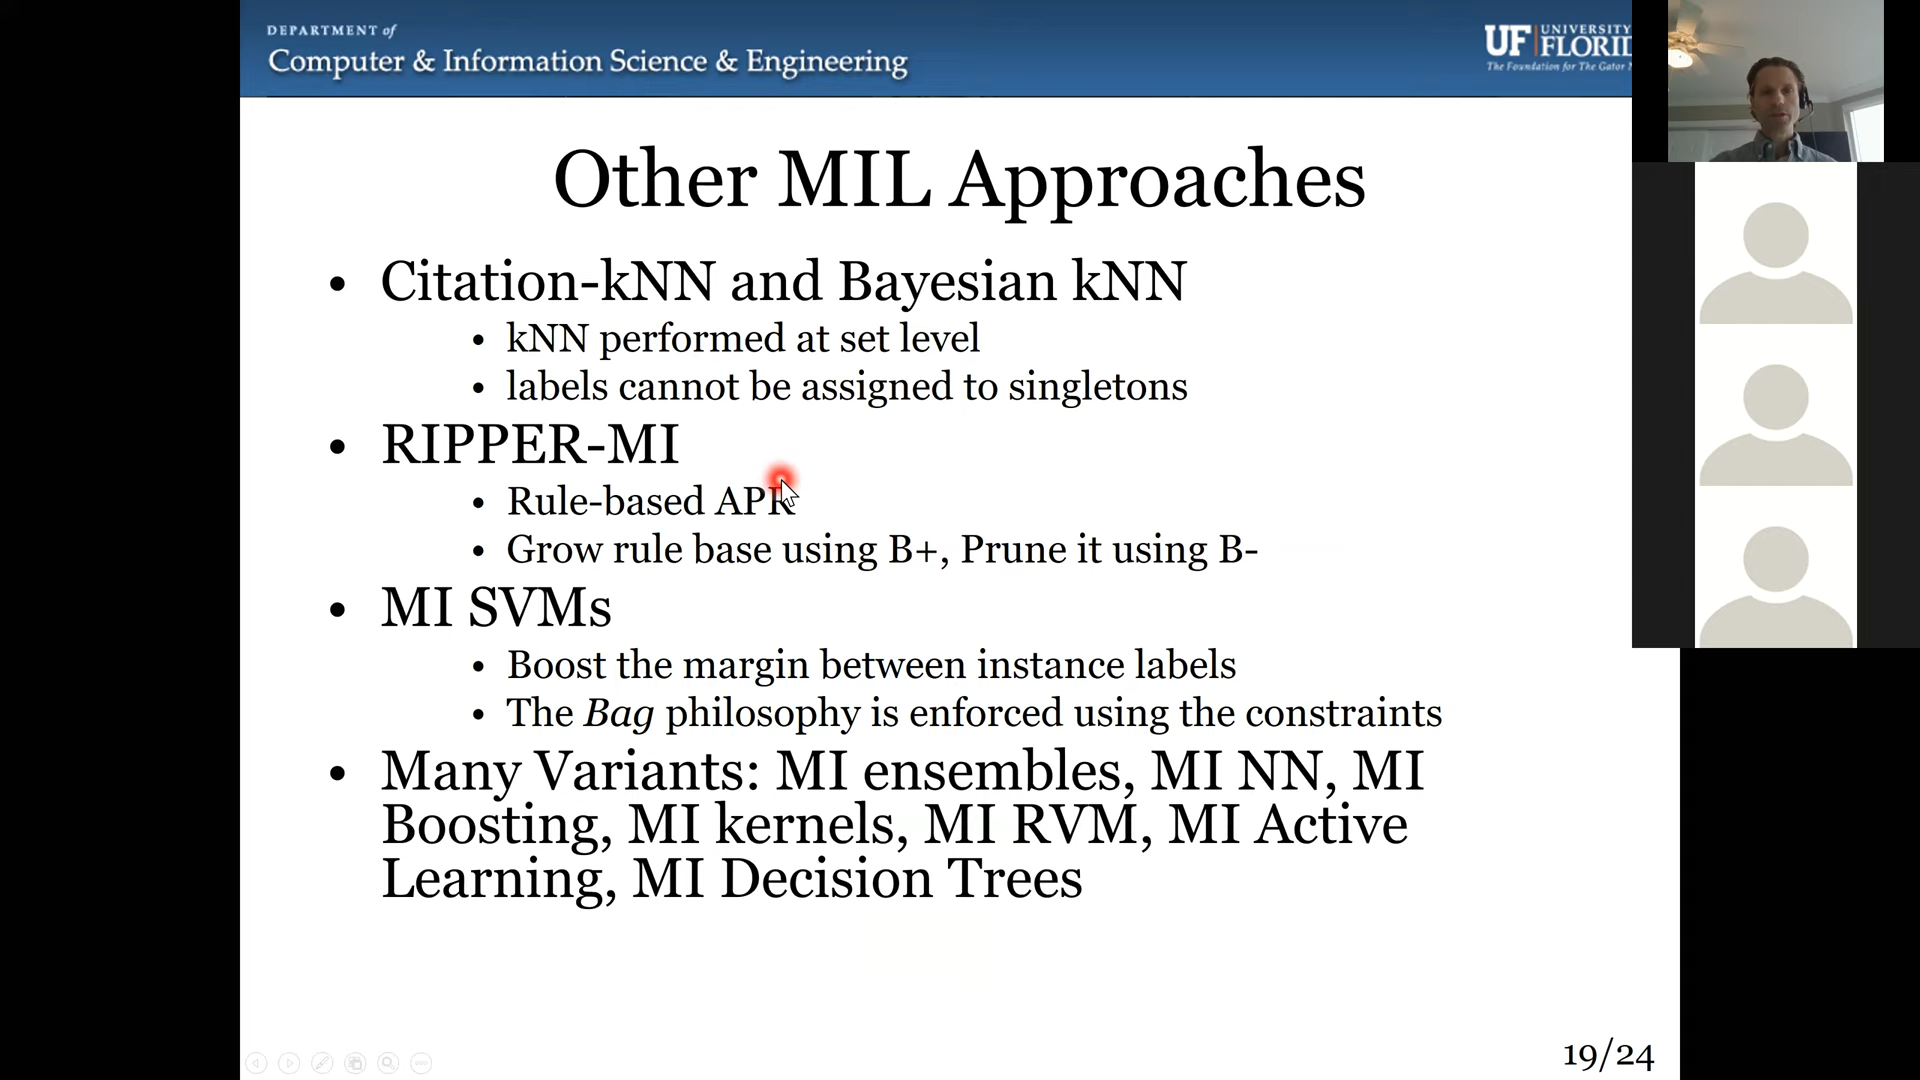 DEPARTMENT of
Computer & Information Science & Engineering
UF UNIVERSITY
FLORID
The Foundation for The Gator
Other MIL Approaches
• Citation-kNN and Bayesian kNN
• kNN performed at set level
• labels cannot be assigned to singletons
• RIPPER-MI
• Rule-based APR
• Grow rule base using B+, Prune it using B-
• MI SVMs
• Boost the margin between instance labels
• The Bag philosophy is enforced using the constraints
• Many Variants: MI ensembles, MI NN, MI
Boosting, MI kernels, MI RVM, MI Active
Learning, MI Decision Trees
19/24